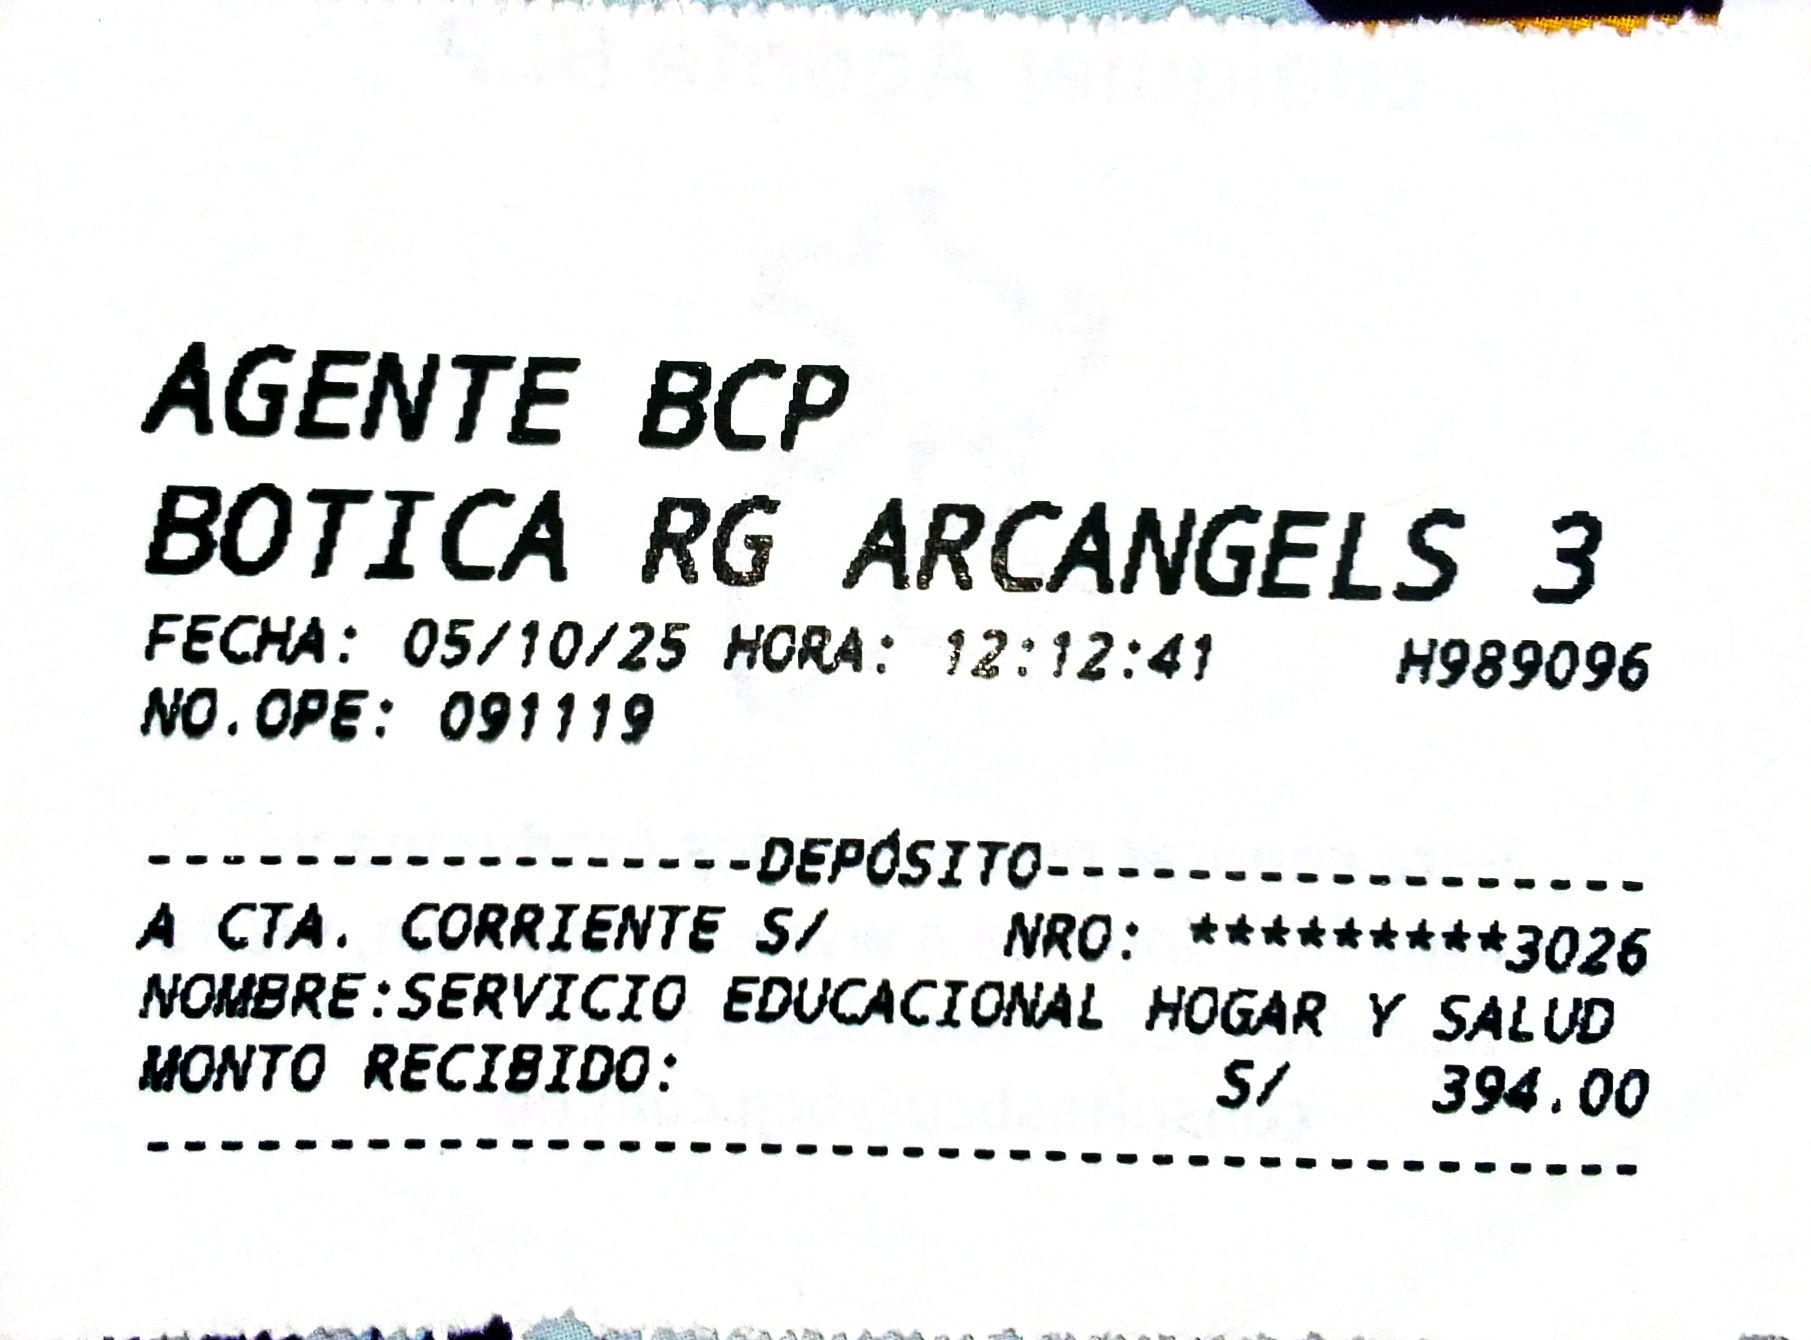 AGENTE BCP
BOTICA RG ARCANGELS 3
FECHA: 05/10/25 HORA: 12:12:41 H989096
NO.OPE: 091119
-----------------DEPÓSITO-----------------
A CTA. CORRIENTE S/ NRO: *********3026
NOMBRE:SERVICIO EDUCACIONAL HOGAR Y SALUD
MONTO RECIBIDO: S/ 394.00
------------------------------------------